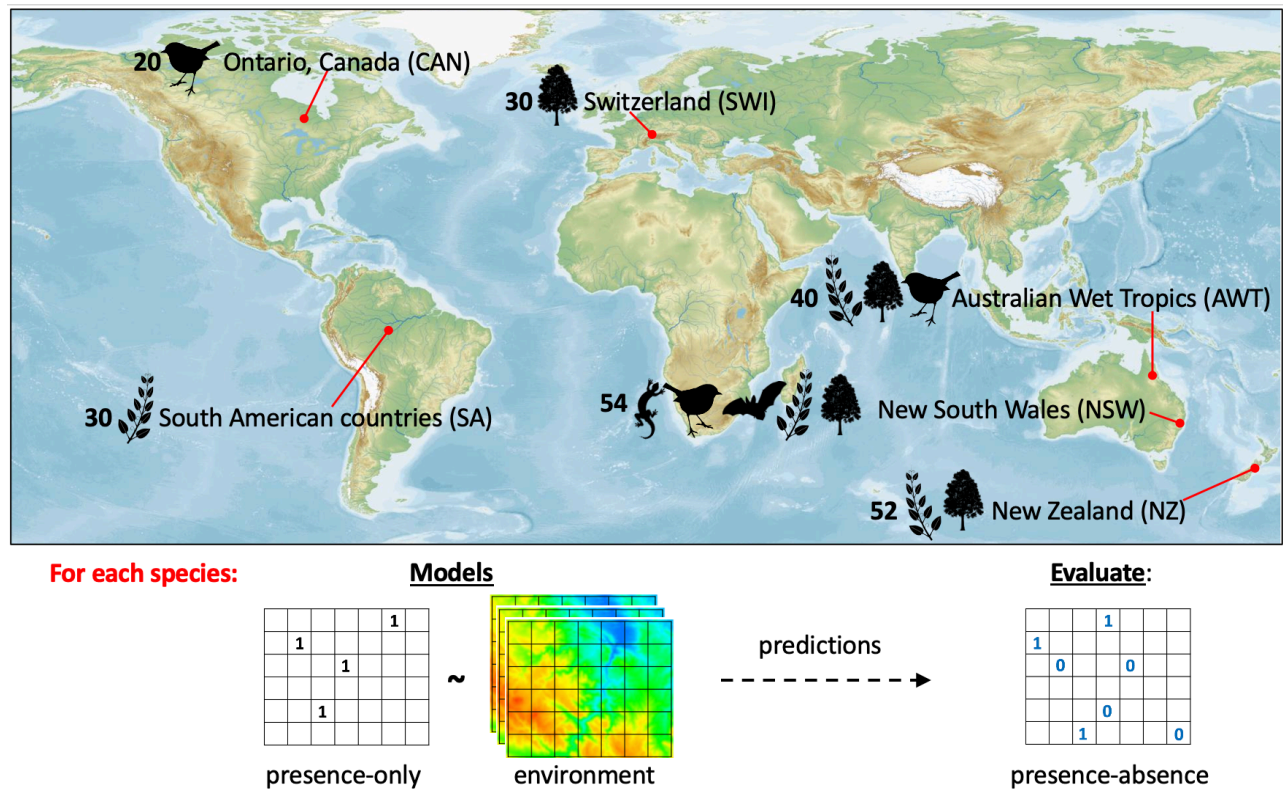 20 Ontario, Canada (CAN)
30 Switzerland (SWI)
40 Australian Wet Tropics (AWT)
30 South American countries (SA)
54 New South Wales (NSW)
52 New Zealand (NZ)
For each species: Models Evaluate:
1
1
1
1
~
predictions
1
1
0 0
0
1 0
presence-only environment presence-absence